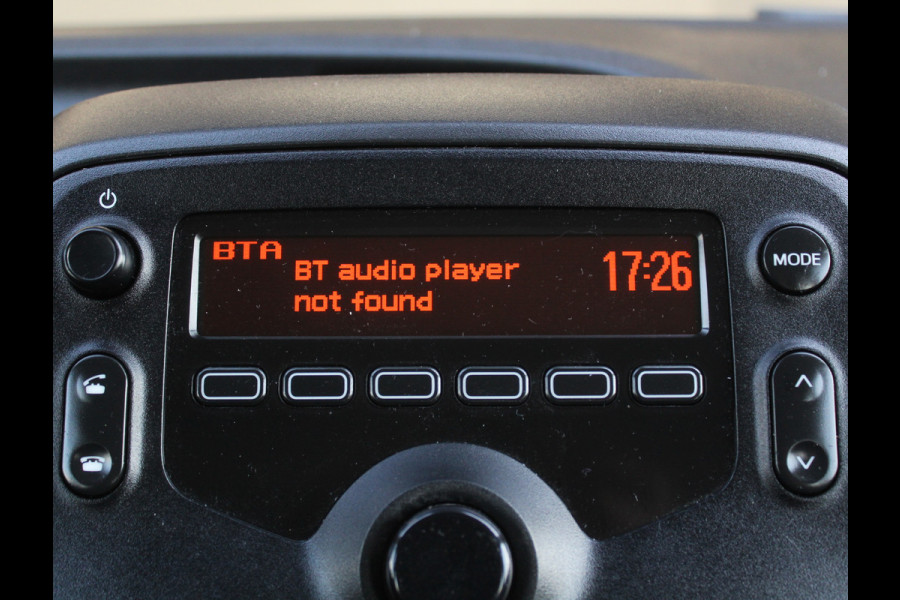 BTA
BT audio player
not found
17:26
MODE